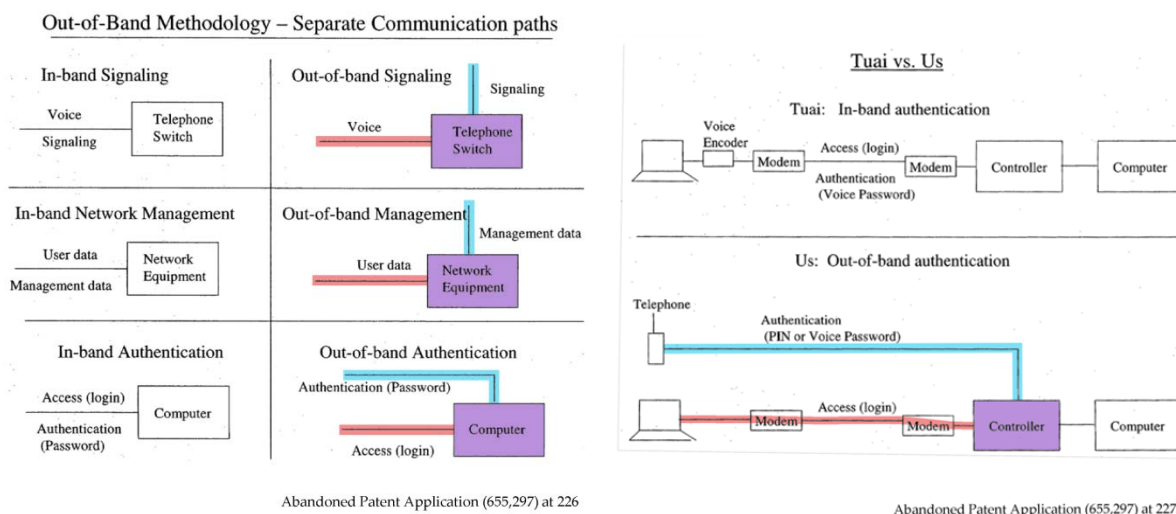 Out-of-Band Methodology – Separate Communication paths
In-band Signaling
Voice
Signaling
Telephone
Switch
Out-of-band Signaling
Signaling
Voice
Telephone
Switch
In-band Network Management
User data
Management data
Network
Equipment
Out-of-band Management
Management data
User data
Network
Equipment
In-band Authentication
Access (login)
Authentication
(Password)
Computer
Out-of-band Authentication
Authentication (Password)
Computer
Access (login)
Abandoned Patent Application (655,297) at 226
Tuai vs. Us
Tuai: In-band authentication
Voice
Encoder
Modem
Access (login)
Authentication
(Voice Password)
Modem
Controller
Computer
Us: Out-of-band authentication
Telephone
Authentication
(PIN or Voice Password)
Access (login)
Modem
Modem
Controller
Computer
Abandoned Patent Application (655,297) at 227